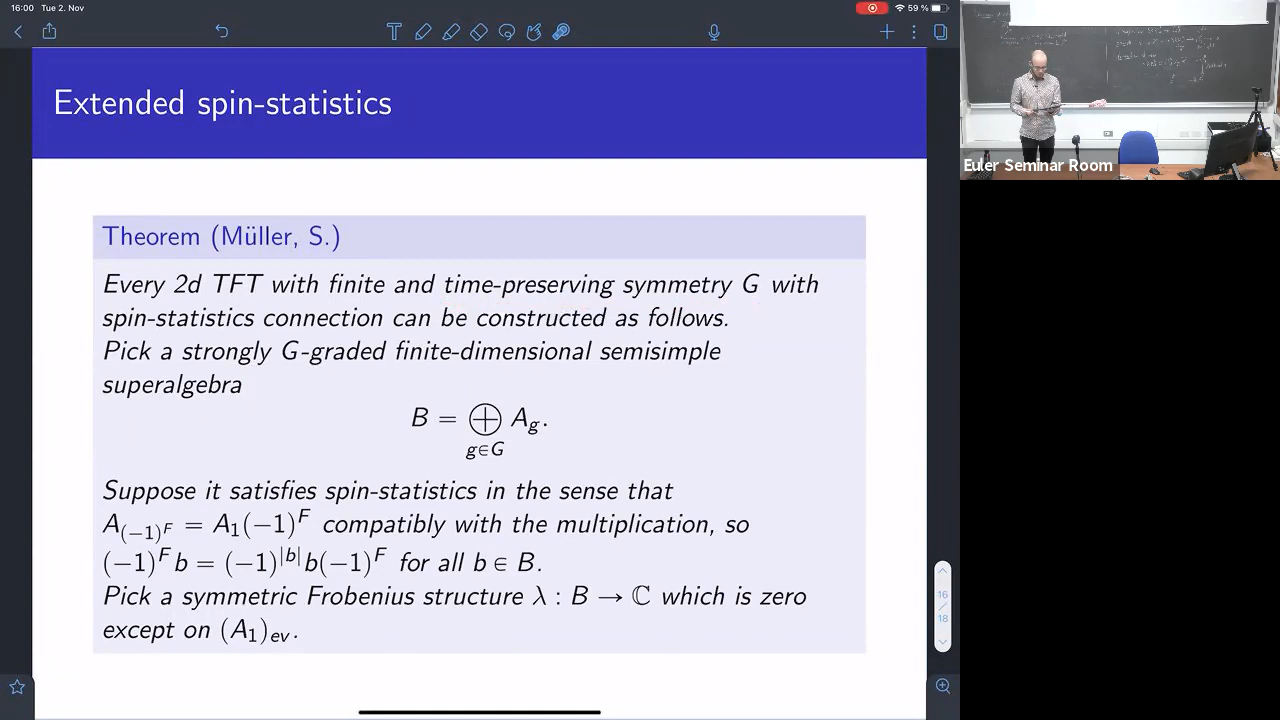 16:00 Tue 2. Nov
59 %
Extended spin-statistics
Theorem (Müller, S.)
Every 2d TFT with finite and time-preserving symmetry G with
spin-statistics connection can be constructed as follows.
Pick a strongly G-graded finite-dimensional semisimple
superalgebra
B = ⨁_{g∈G} A_g.
Suppose it satisfies spin-statistics in the sense that
A_{(−1)^F} = A_1(−1)^F compatibly with the multiplication, so
(−1)^F b = (−1)^{|b|} b(−1)^F for all b ∈ B.
Pick a symmetric Frobenius structure λ : B → ℂ which is zero
except on (A_1)_{ev}.
16
/
18
Euler Seminar Room